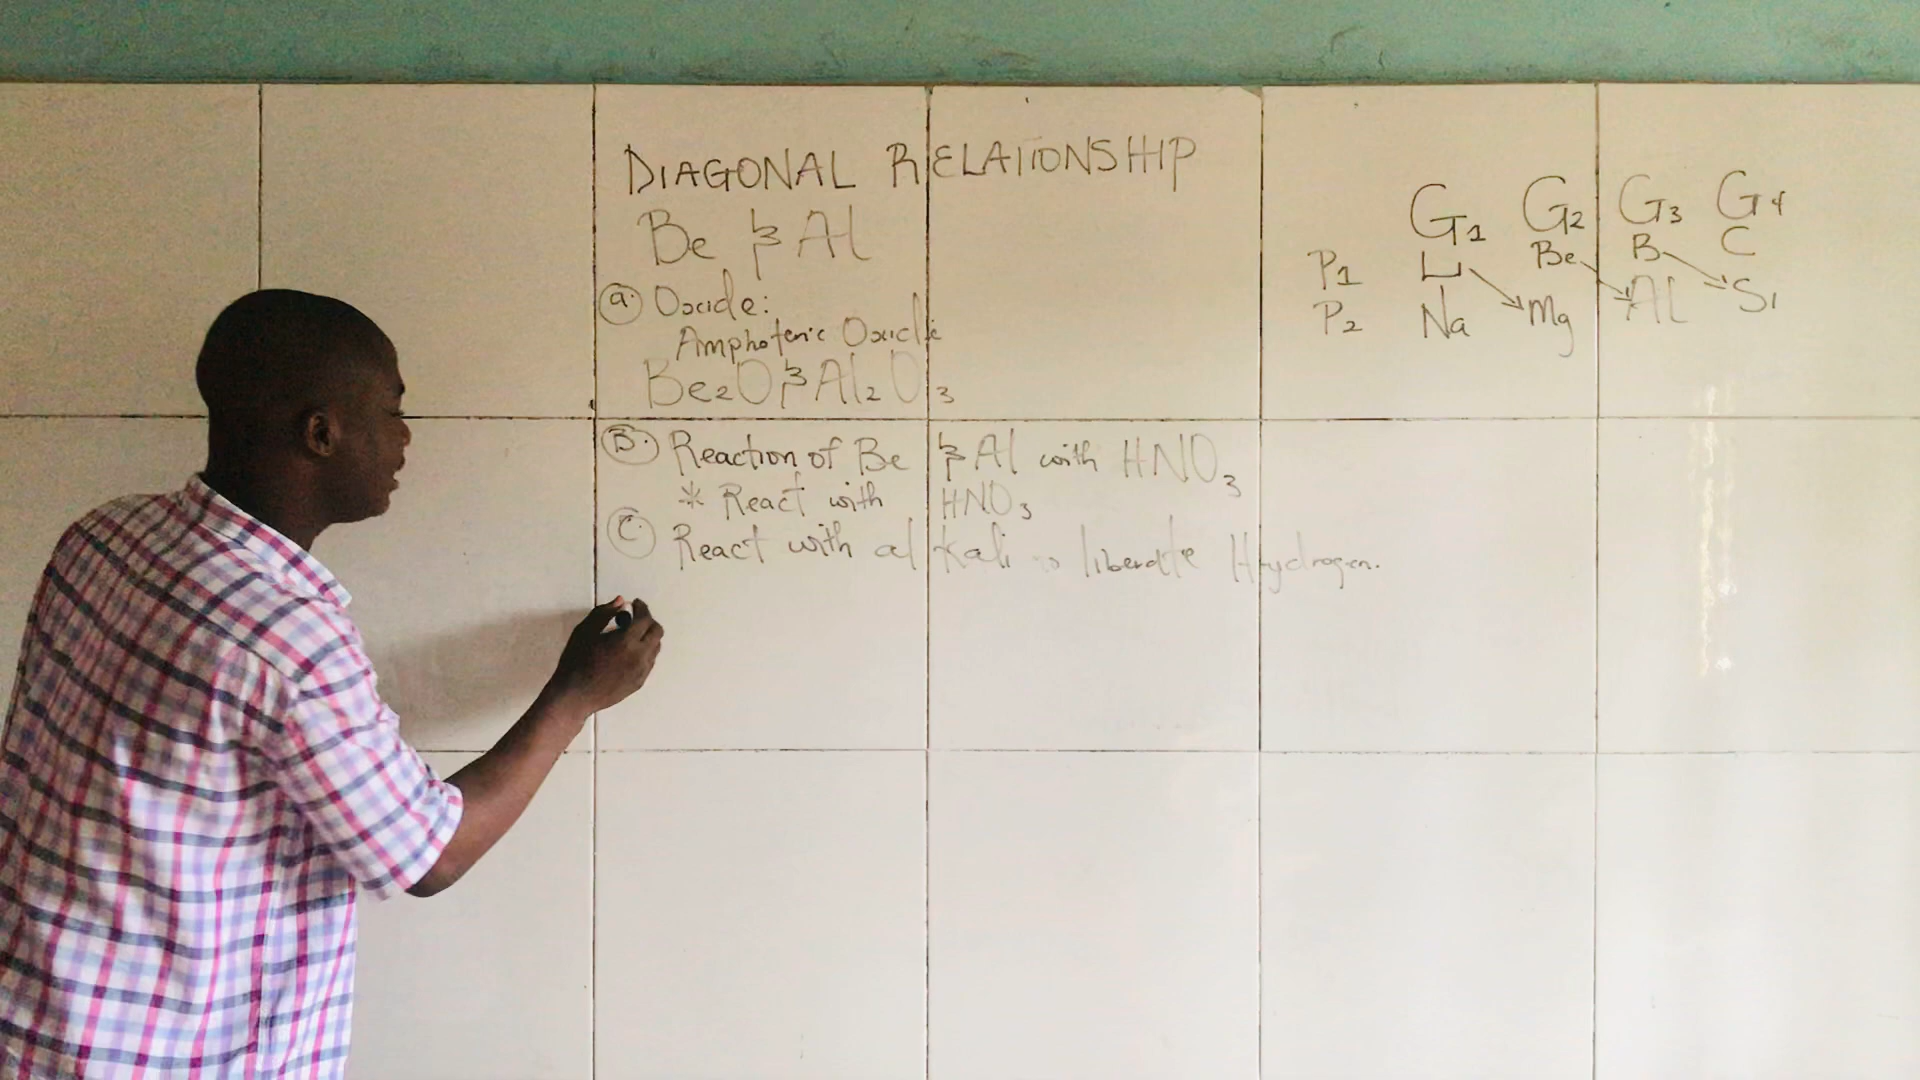 DIAGONAL RELATIONSHIP
Be & Al
(a.) Oxide:
Amphoteric Oxide
Be₂O & Al₂O₃
(B.) Reaction of Be & Al with HNO₃
* React with HNO₃
(C.) React with alkali to liberate Hydrogen.
G₁ G₂ G₃ G₄
P₁ Li Be B C
P₂ Na Mg Al Si